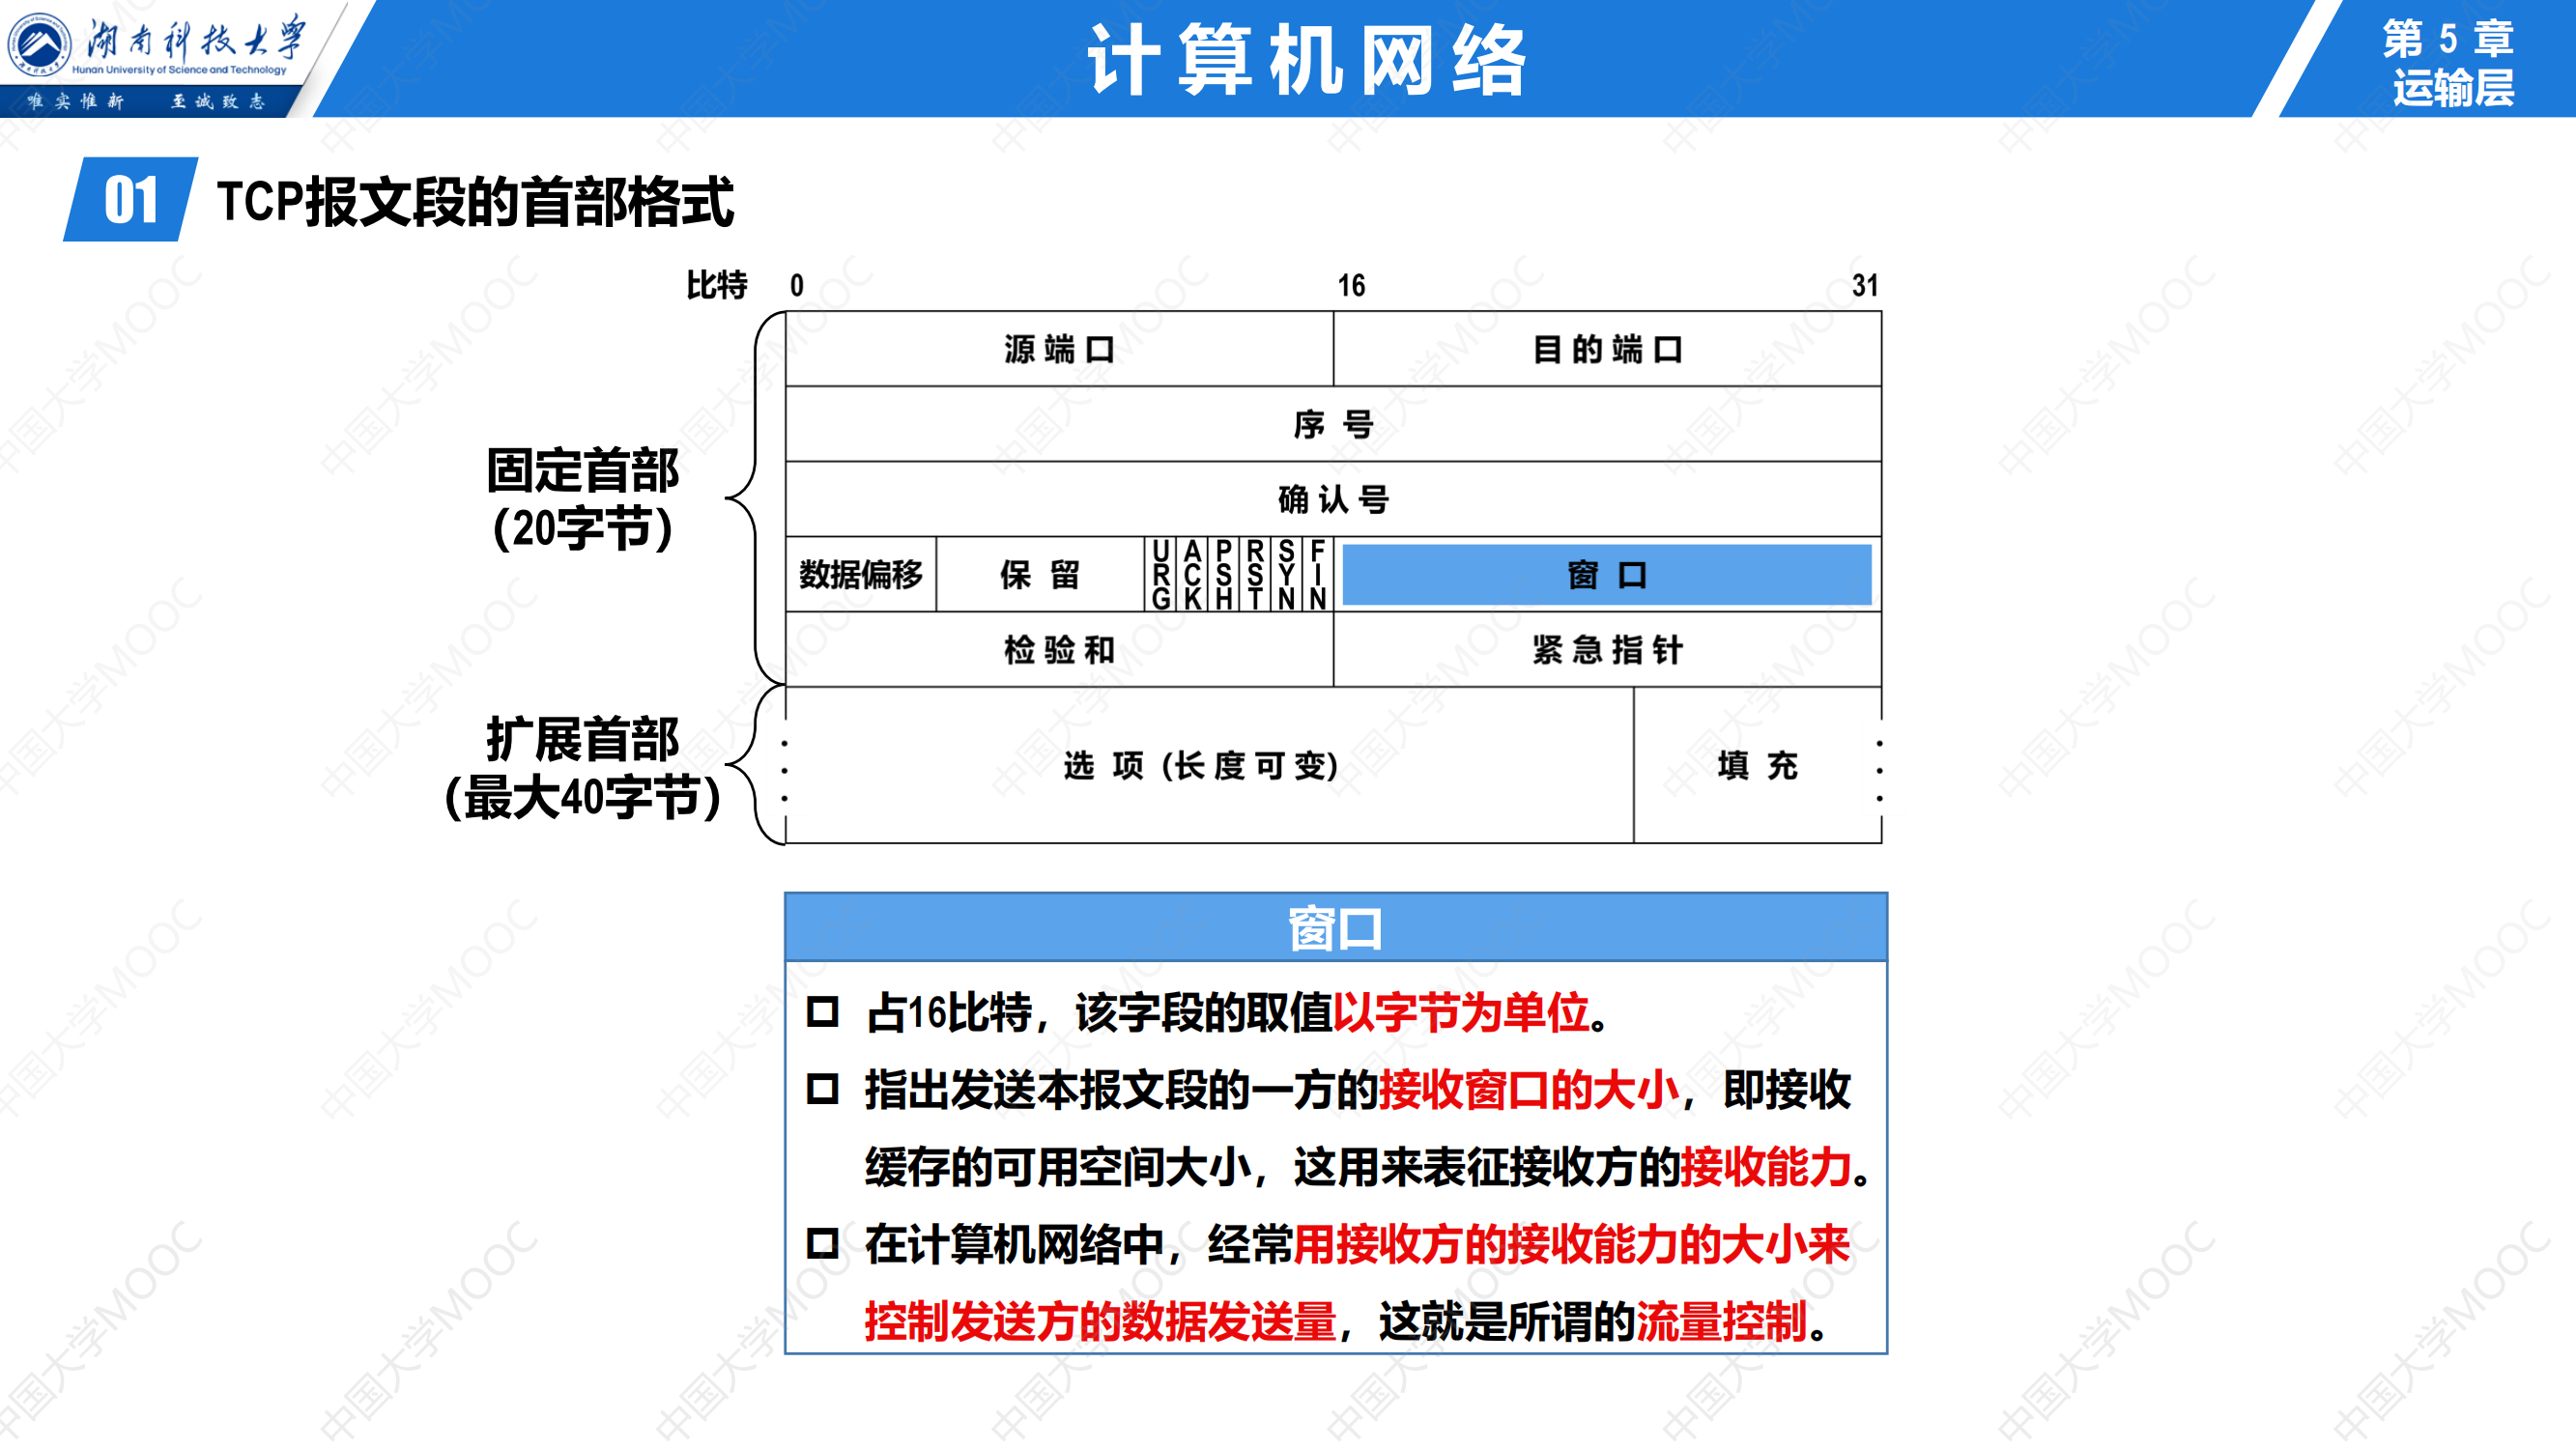 湖南科技大学
Hunan University of Science and Technology
唯实惟新 至诚致志
计算机网络
第 5 章
运输层
01 TCP报文段的首部格式
比特 0 16 31
源端口 目的端口
序号
确认号
固定首部
(20字节)
数据偏移 保留 URG ACK PSH RST SYN FIN 窗口
检验和 紧急指针
扩展首部
(最大40字节)
选项 (长度可变) 填充
窗口
占16比特，该字段的取值以字节为单位。
指出发送本报文段的一方的接收窗口的大小，即接收
缓存的可用空间大小，这用来表征接收方的接收能力。
在计算机网络中，经常用接收方的接收能力的大小来
控制发送方的数据发送量，这就是所谓的流量控制。
中国大学MOOC